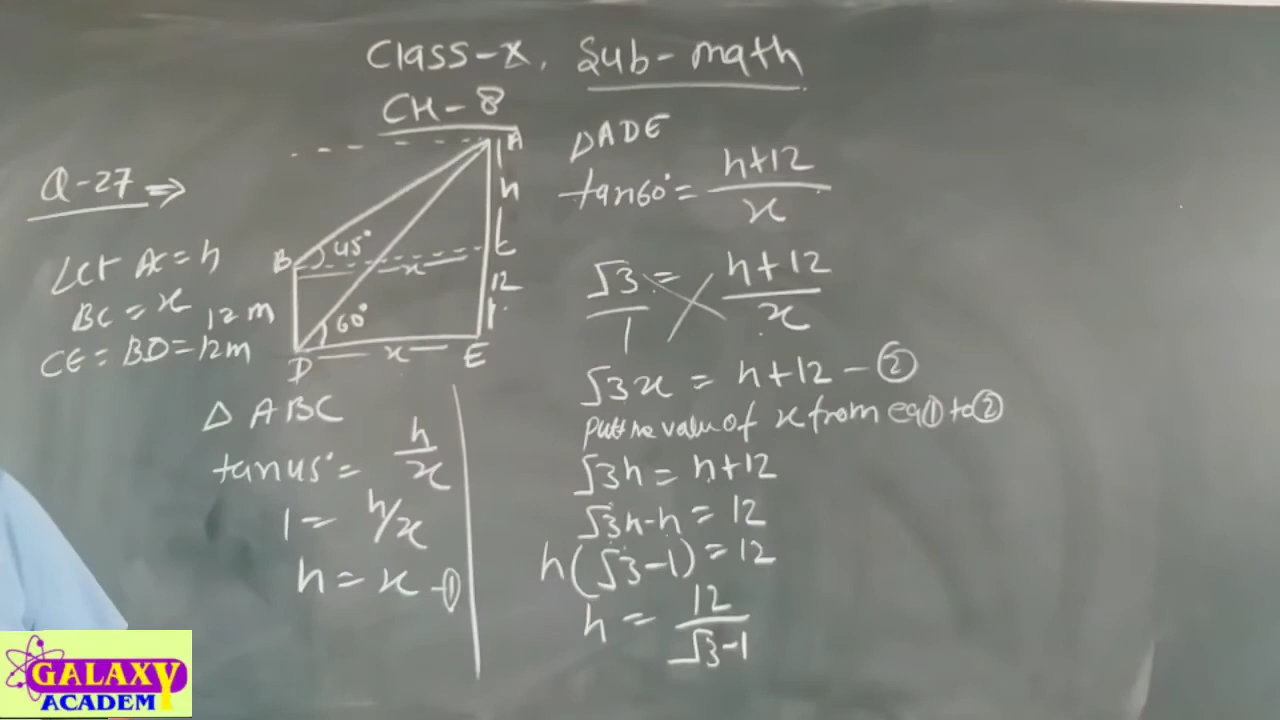 Class-X, Sub-math
CH-8
Q-27 ⇒
Let AC = h
BC = x
CE = BD = 12m
A
h
B
45°
x
C
12
12 m
60°
D
x
E
△ ABC
tan45° = h/x
1 = h/x
h = x -①
△ADE
tan60° = h+12/x
√3/1 = h+12/x
√3x = h+12 - ②
put the value of x from eq① to②
√3h = h+12
√3h-h = 12
h(√3-1) = 12
h = 12/√3-1
GALAXY
ACADEM